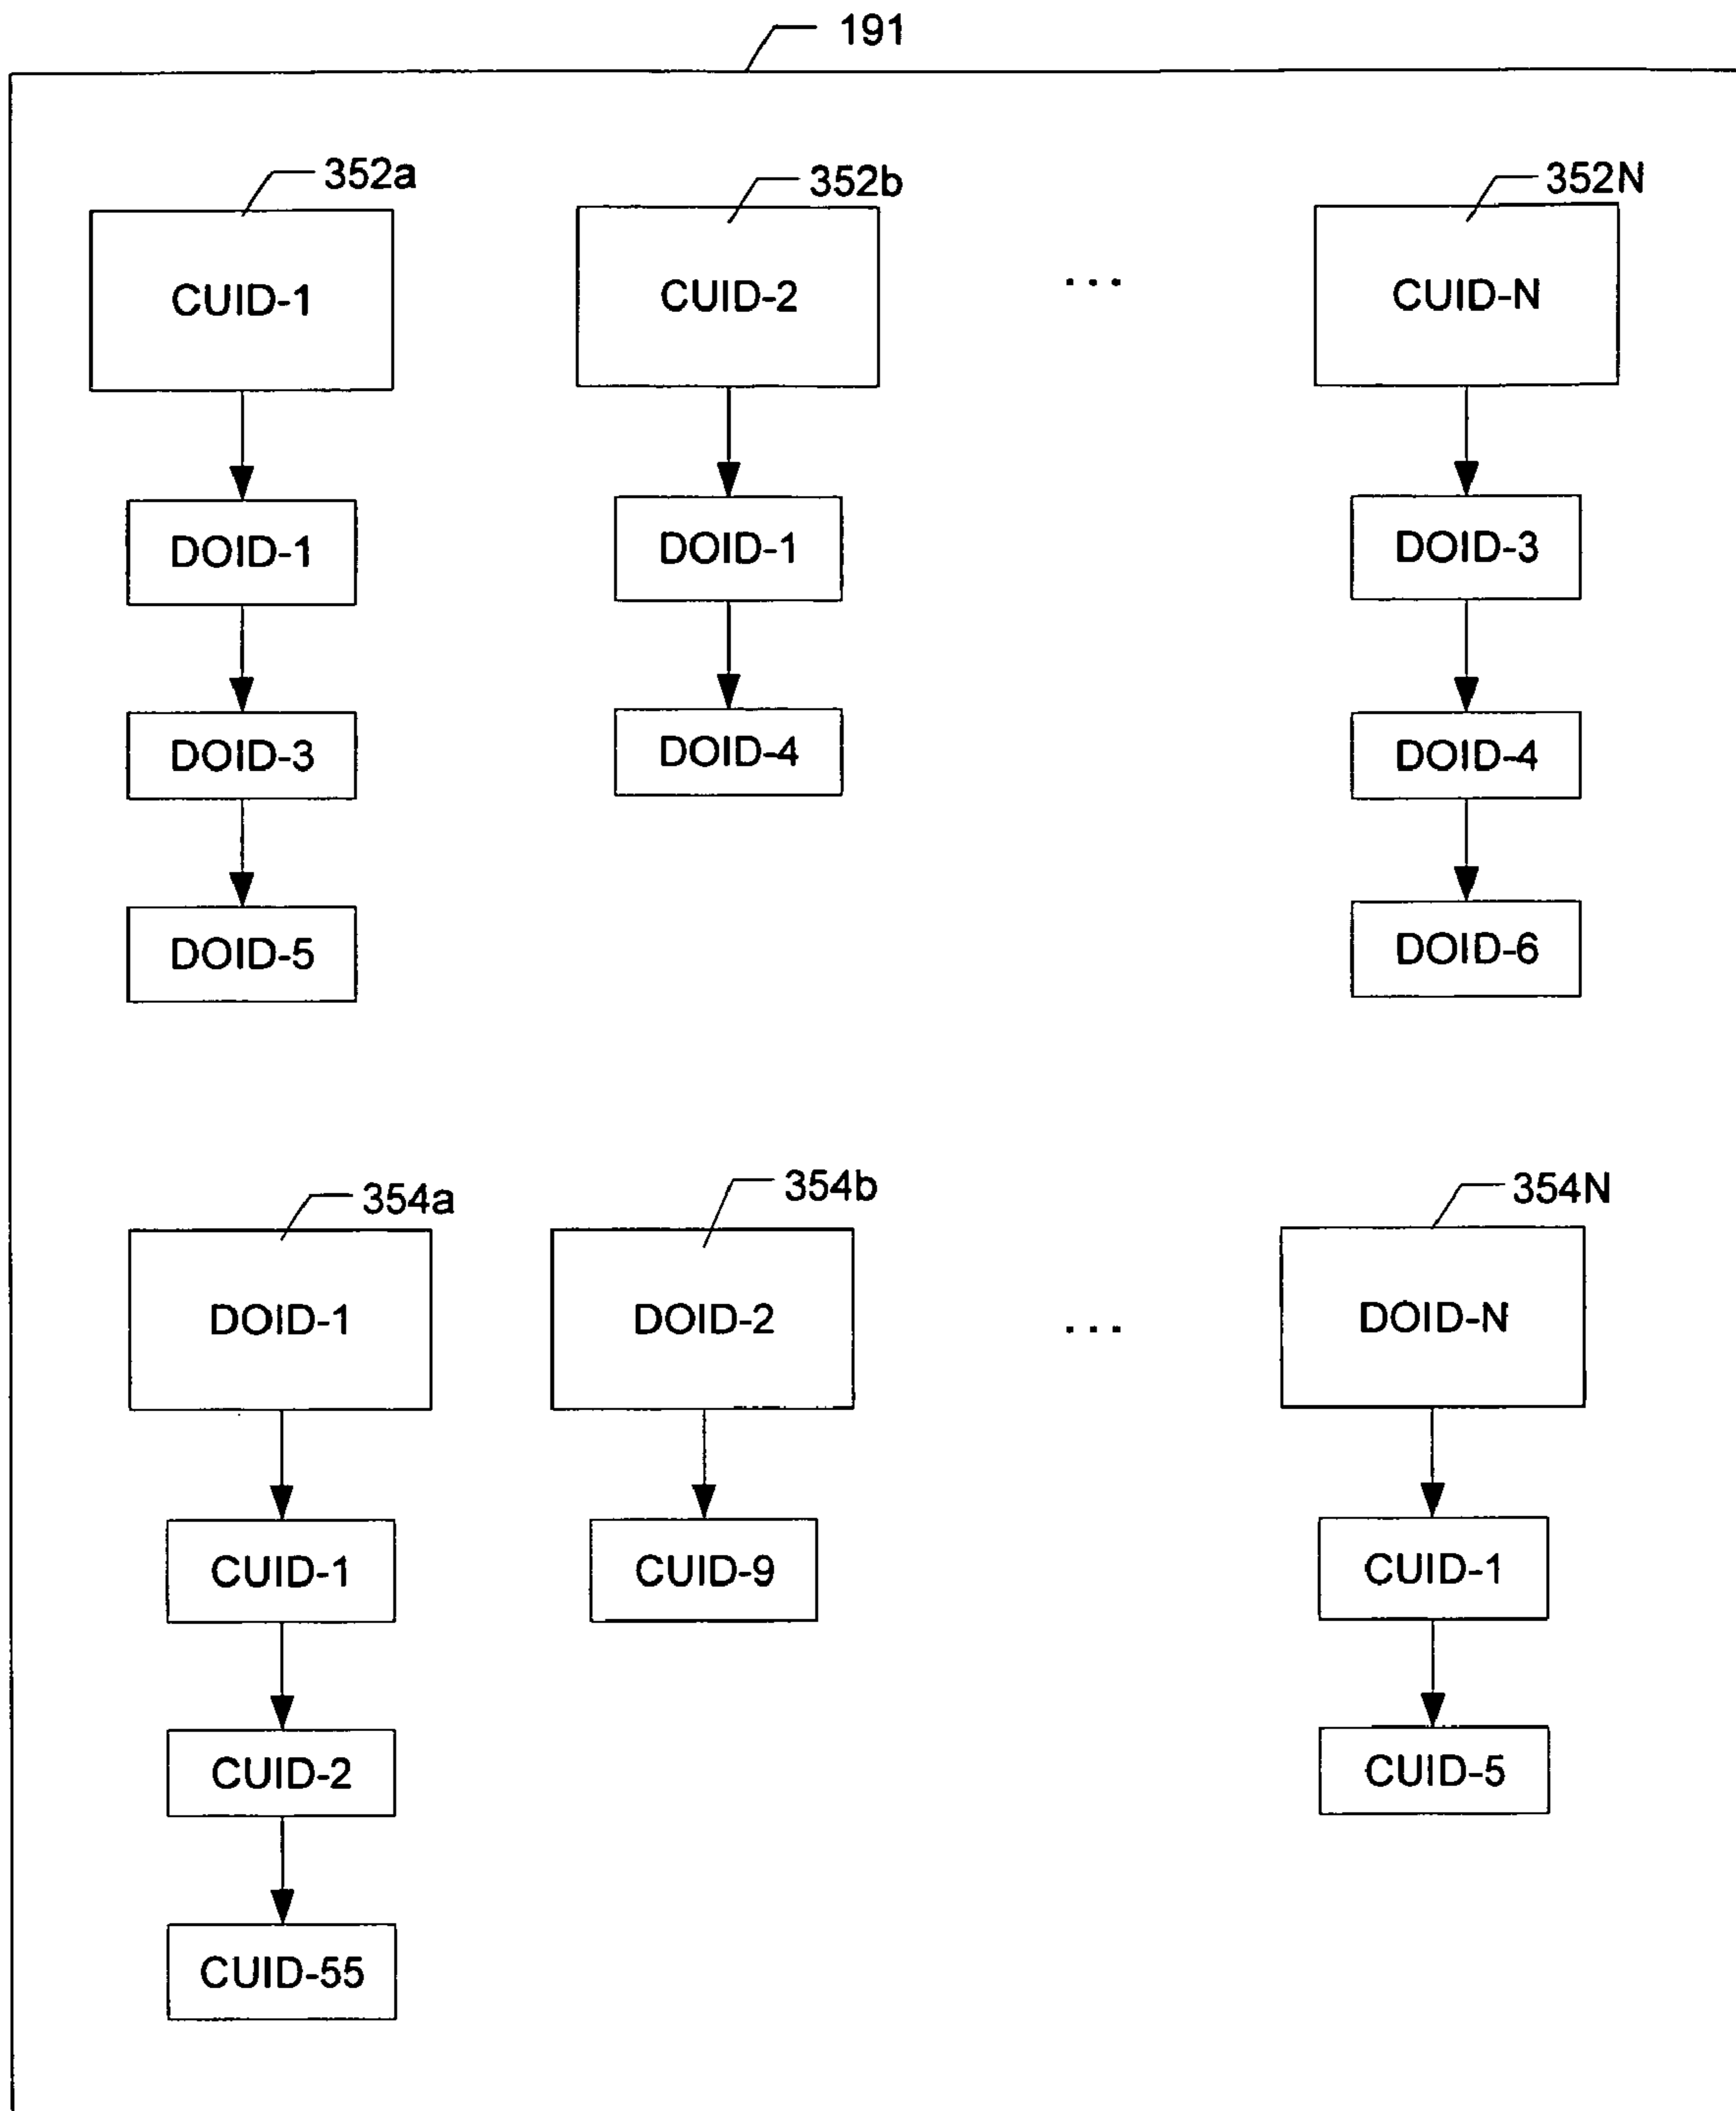 191
352a
352b
352N
CUID-1
CUID-2
...
CUID-N
DOID-1
DOID-1
DOID-3
DOID-3
DOID-4
DOID-4
DOID-5
DOID-6
354a
354b
354N
DOID-1
DOID-2
...
DOID-N
CUID-1
CUID-9
CUID-1
CUID-2
CUID-5
CUID-55